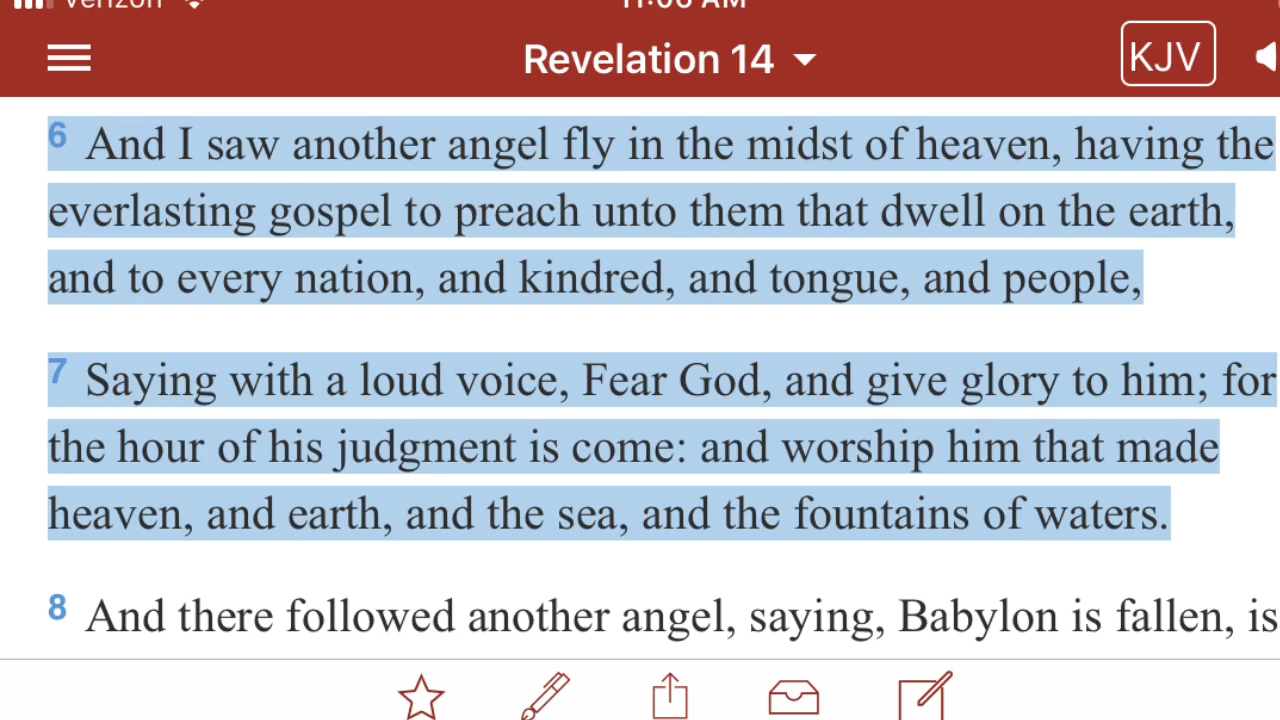 Revelation 14
KJV
6 And I saw another angel fly in the midst of heaven, having the
everlasting gospel to preach unto them that dwell on the earth,
and to every nation, and kindred, and tongue, and people,
7 Saying with a loud voice, Fear God, and give glory to him; for
the hour of his judgment is come: and worship him that made
heaven, and earth, and the sea, and the fountains of waters.
8 And there followed another angel, saying, Babylon is fallen, is